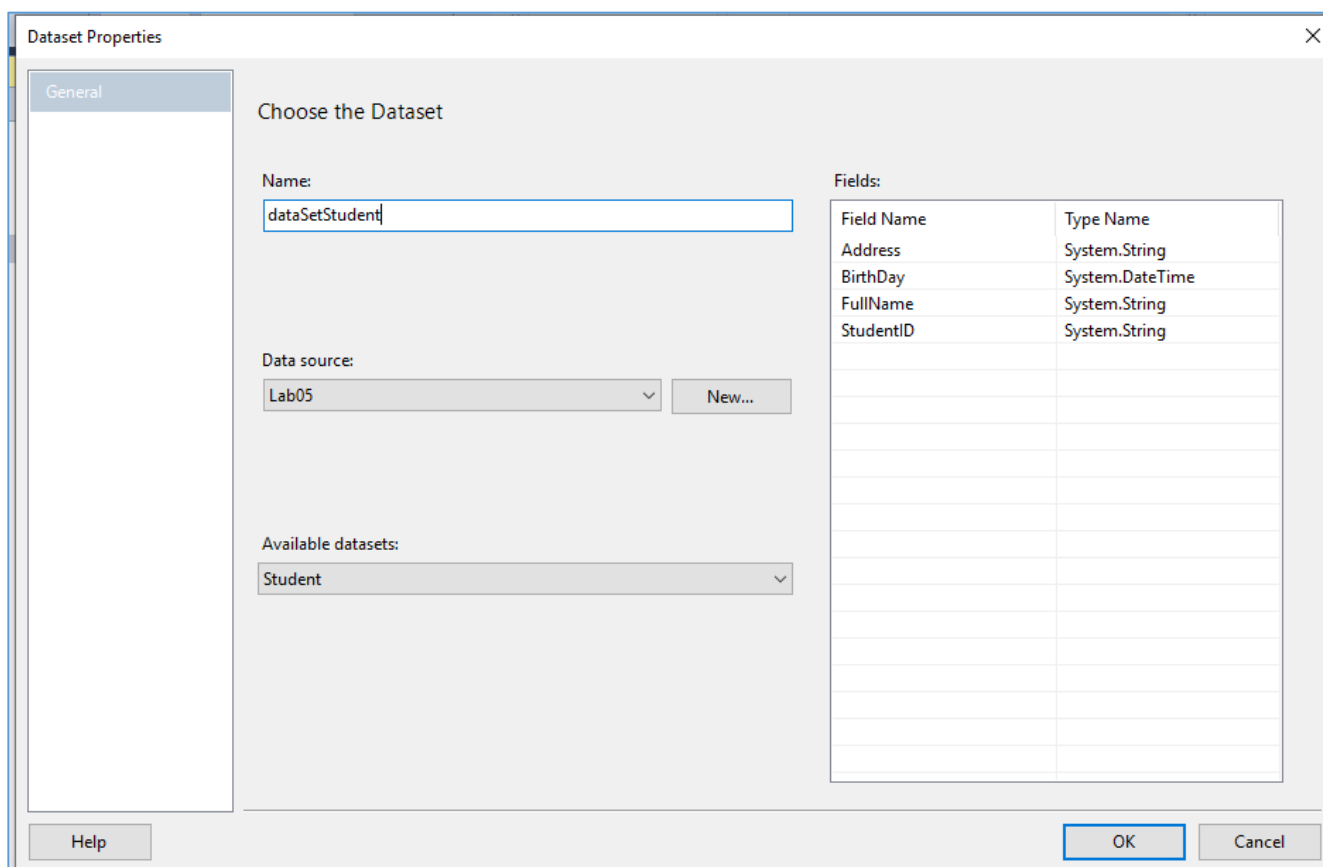 Dataset Properties
General
Choose the Dataset
Name:
dataSetStudent
Data source:
Lab05
New...
Available datasets:
Student
Fields:
Field Name Type Name
Address System.String
BirthDay System.DateTime
FullName System.String
StudentID System.String
Help
OK
Cancel